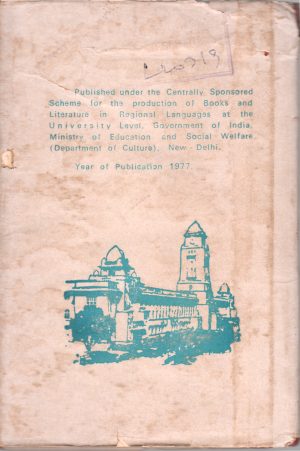 Published under the Centrally Sponsored
Scheme for the production of Books and
Literature in Regional Languages at the
University Level, Government of India,
Ministry of Education and Social Welfare
(Department of Culture), New-Delhi.
Year of Publication 1977.